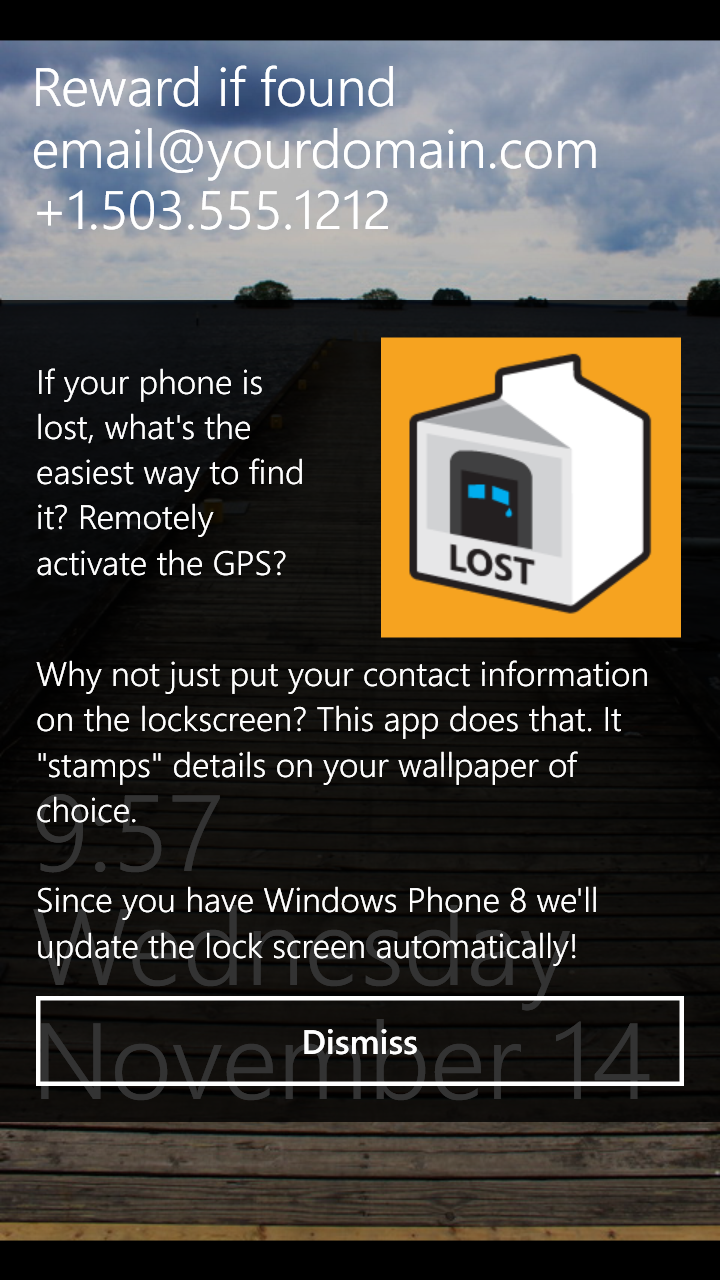 Reward if found
email@yourdomain.com
+1.503.555.1212
If your phone is
lost, what's the
easiest way to find
it? Remotely
activate the GPS?
LOST
Why not just put your contact information
on the lockscreen? This app does that. It
"stamps" details on your wallpaper of
choice.
9.57
Since you have Windows Phone 8 we'll
update the lock screen automatically!
Wednesday
Dismiss
November 14